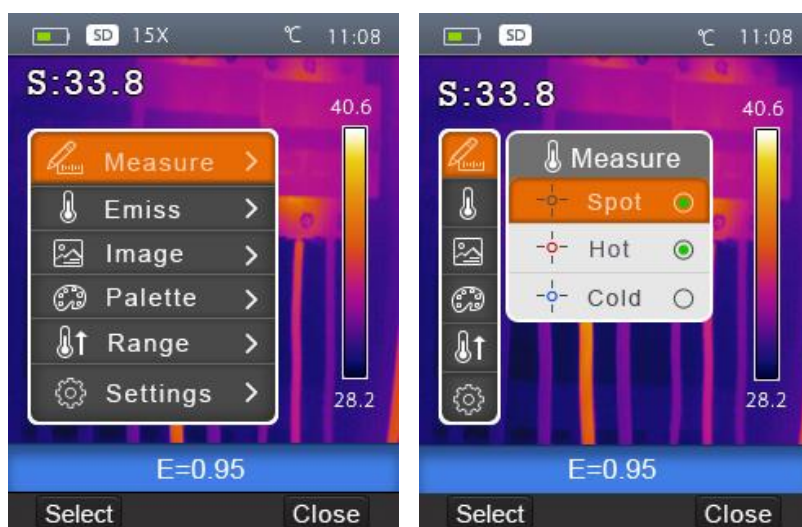 SD 15X ℃ 11:08
S:33.8
40.6
Measure >
Emiss >
Image >
Palette >
Range >
Settings >
28.2
E=0.95
Select Close
SD ℃ 11:08
S:33.8
40.6
Measure
Spot
Hot
Cold
28.2
E=0.95
Select Close